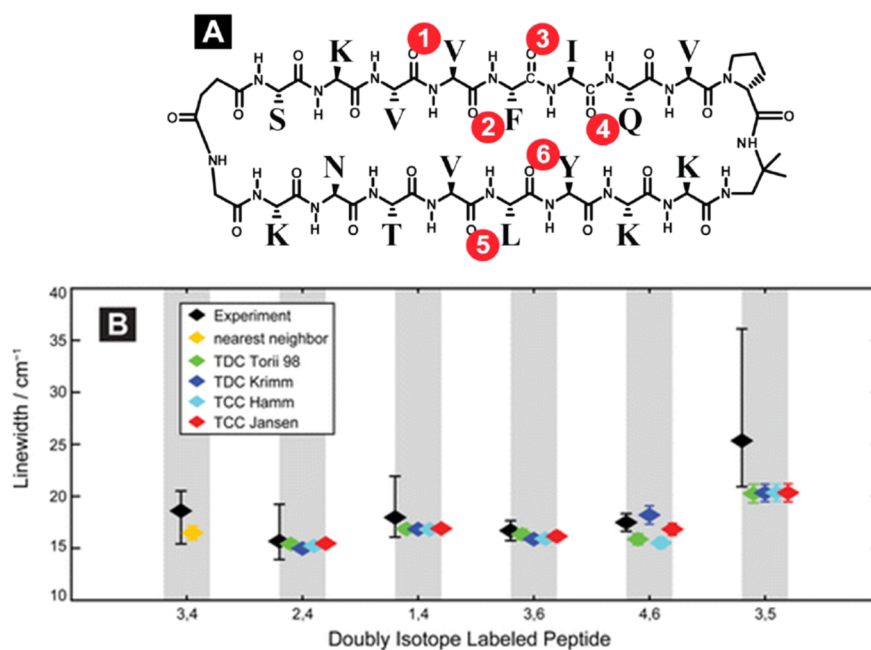 A
K 1 V 3 I V
O O O O
H N H N H N H N
N H N H N H N H N
O S O V O 2 F O 4 Q O O
NH 6 NH
N V Y K
O O O O
H N H N H N H N H N
N H N H N H N H
O K O T O L O K O
5
B
Experiment
nearest neighbor
TDC Torii 98
TDC Krimm
TCC Hamm
TCC Jansen
40
35
30
25
20
15
10
Linewidth / cm⁻¹
3,4 2,4 1,4 3,6 4,6 3,5
Doubly Isotope Labeled Peptide